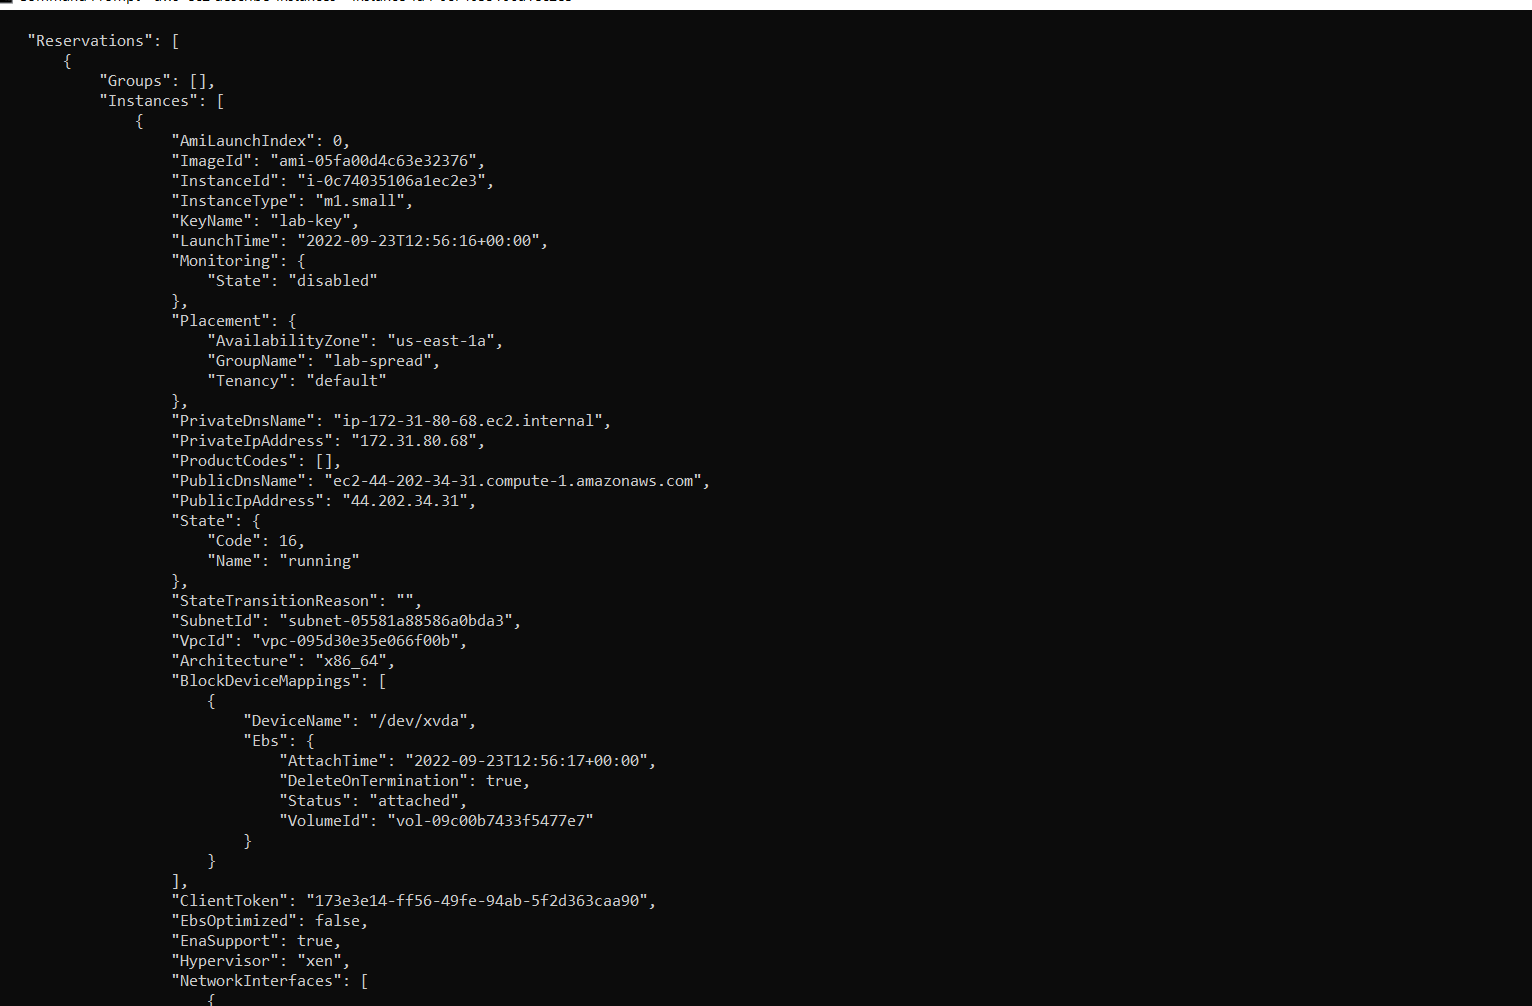 "Reservations": [
{
"Groups": [],
"Instances": [
{
"AmiLaunchIndex": 0,
"ImageId": "ami-05fa00d4c63e32376",
"InstanceId": "i-0c74035106a1ec2e3",
"InstanceType": "m1.small",
"KeyName": "lab-key",
"LaunchTime": "2022-09-23T12:56:16+00:00",
"Monitoring": {
"State": "disabled"
},
"Placement": {
"AvailabilityZone": "us-east-1a",
"GroupName": "lab-spread",
"Tenancy": "default"
},
"PrivateDnsName": "ip-172-31-80-68.ec2.internal",
"PrivateIpAddress": "172.31.80.68",
"ProductCodes": [],
"PublicDnsName": "ec2-44-202-34-31.compute-1.amazonaws.com",
"PublicIpAddress": "44.202.34.31",
"State": {
"Code": 16,
"Name": "running"
},
"StateTransitionReason": "",
"SubnetId": "subnet-05581a88586a0bda3",
"VpcId": "vpc-095d30e35e066f00b",
"Architecture": "x86_64",
"BlockDeviceMappings": [
{
"DeviceName": "/dev/xvda",
"Ebs": {
"AttachTime": "2022-09-23T12:56:17+00:00",
"DeleteOnTermination": true,
"Status": "attached",
"VolumeId": "vol-09c00b7433f5477e7"
}
}
],
"ClientToken": "173e3e14-ff56-49fe-94ab-5f2d363caa90",
"EbsOptimized": false,
"EnaSupport": true,
"Hypervisor": "xen",
"NetworkInterfaces": [
{